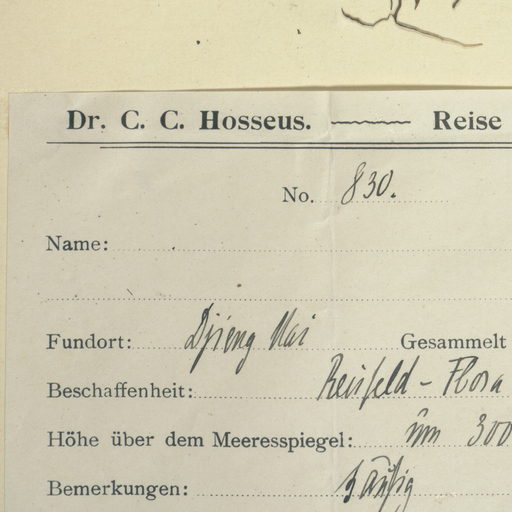 Dr. C. C. Hosseus. Reise
No. 830.
Name:
Fundort: Djieng Mai Gesammelt
Beschaffenheit: Reisfeld - Flora
Höhe über dem Meeresspiegel: um 300
Bemerkungen: häufig